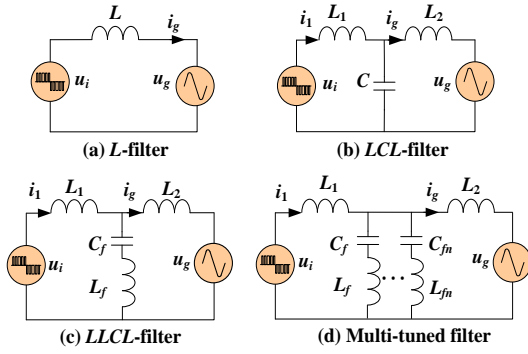 L
i_g
u_i
u_g
(a) L-filter
i_1
L_1
i_g
L_2
u_i
C
u_g
(b) LCL-filter
i_1
L_1
i_g
L_2
C_f
u_i
u_g
L_f
(c) LLCL-filter
i_1
L_1
i_g
L_2
C_f
C_fn
u_i
L_f
...
L_fn
u_g
(d) Multi-tuned filter